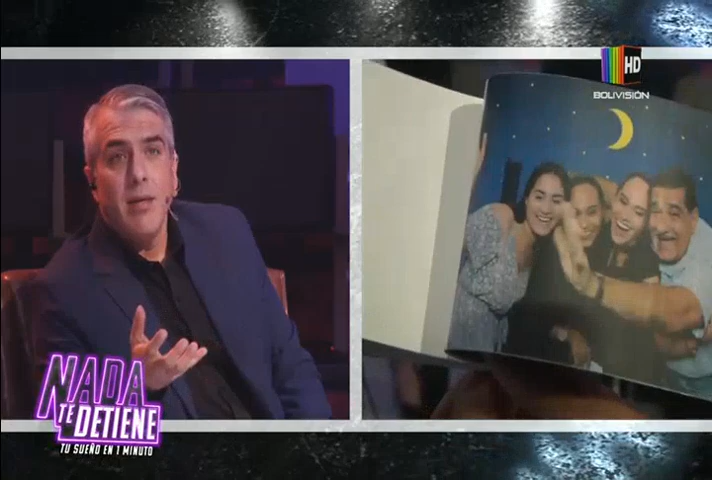 HD
BOLIVISIÓN
NADA
TE
DETIENE
TU SUEÑO EN 1 MINUTO